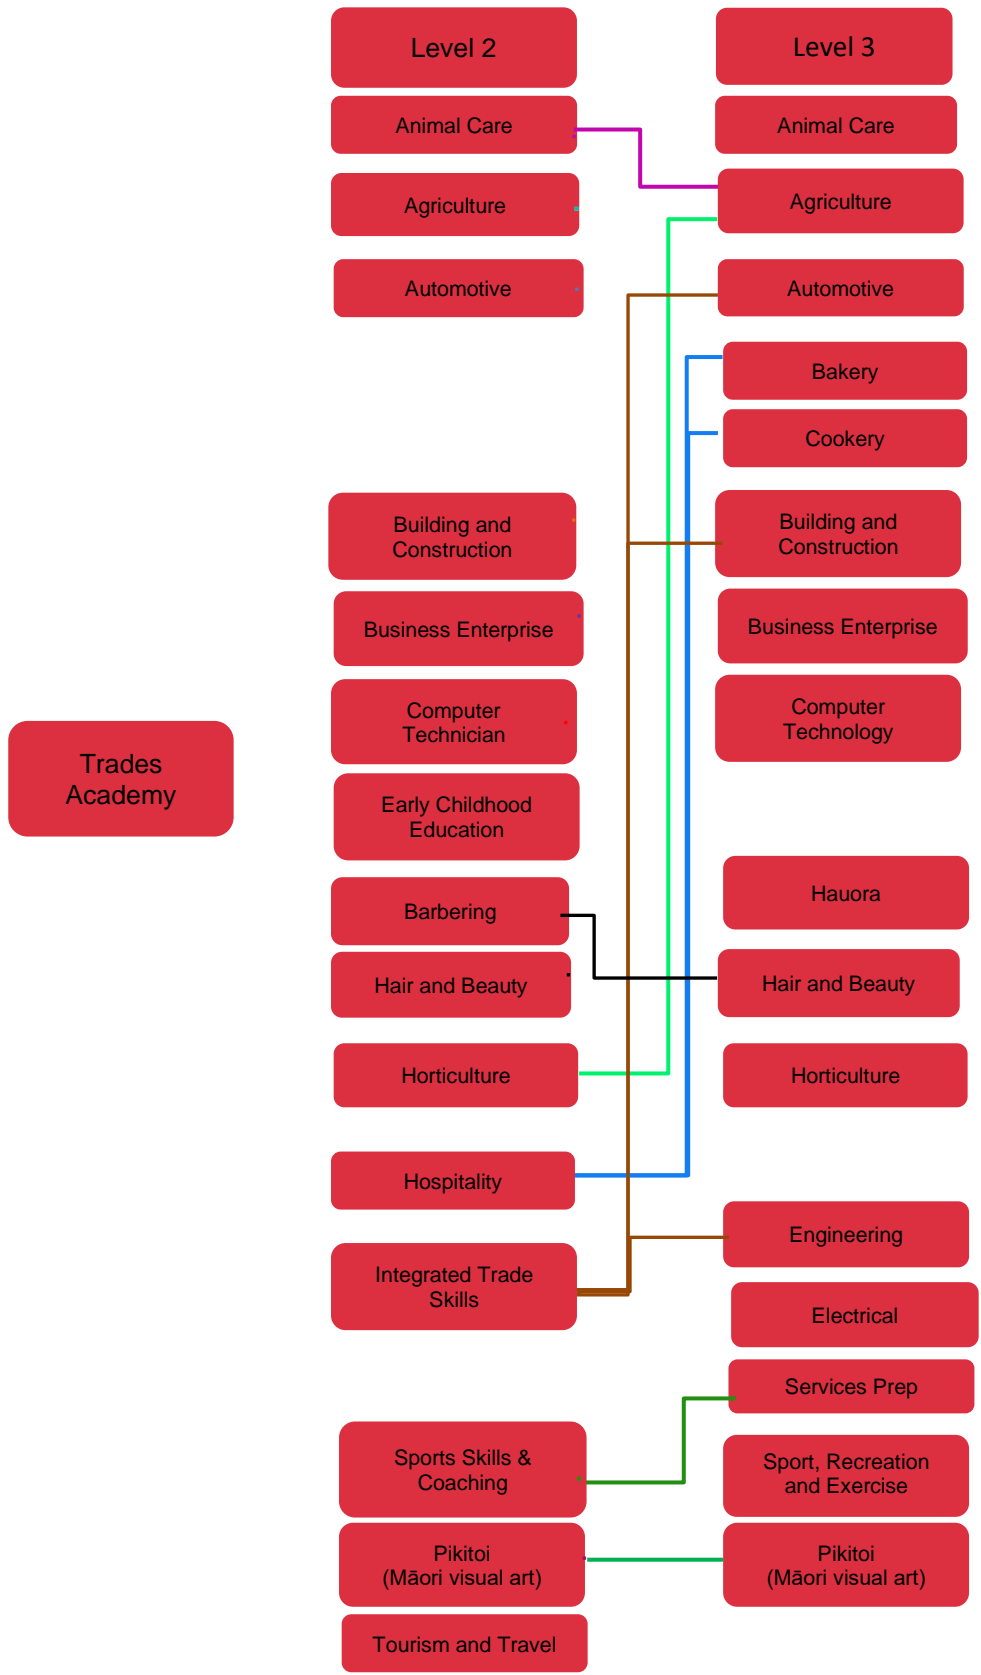 Level 2
Level 3
Animal Care
Animal Care
Agriculture
Agriculture
Automotive
Automotive
Bakery
Cookery
Building and
Construction
Building and
Construction
Business Enterprise
Business Enterprise
Computer
Technician
Computer
Technology
Trades
Academy
Early Childhood
Education
Barbering
Hauora
Hair and Beauty
Hair and Beauty
Horticulture
Horticulture
Hospitality
Engineering
Integrated Trade
Skills
Electrical
Services Prep
Sports Skills &
Coaching
Sport, Recreation
and Exercise
Pikitoi
(Māori visual art)
Pikitoi
(Māori visual art)
Tourism and Travel